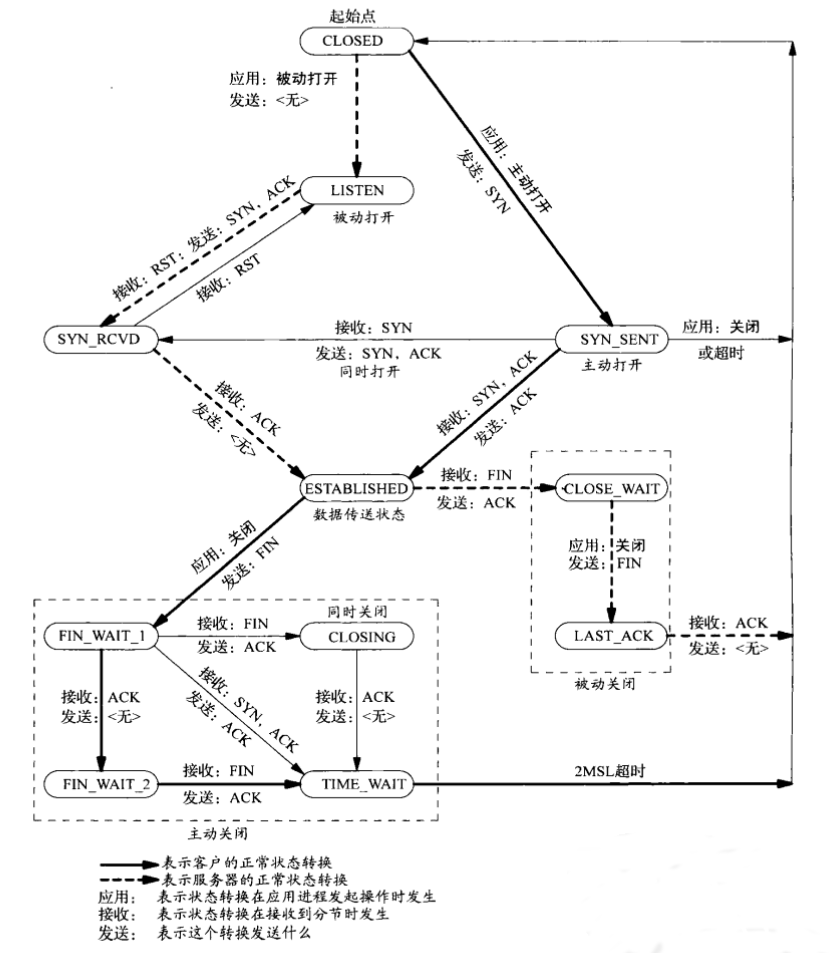 起始点
CLOSED
应用：被动打开
发送：<无>
应用：主动打开
发送：SYN
LISTEN
被动打开
接收：RST；发送：SYN，ACK
接收：RST
SYN_RCVD
接收：SYN
发送：SYN，ACK
同时打开
SYN_SENT
主动打开
应用：关闭
或超时
接收：ACK
发送：<无>
接收：SYN，ACK
发送：ACK
ESTABLISHED
数据传送状态
接收：FIN
发送：ACK
CLOSE_WAIT
应用：关闭
发送：FIN
应用：关闭
发送：FIN
LAST_ACK
接收：ACK
发送：<无>
被动关闭
同时关闭
FIN_WAIT_1
接收：FIN
发送：ACK
CLOSING
接收：ACK
发送：<无>
接收：SYN，ACK
发送：ACK
接收：ACK
发送：<无>
FIN_WAIT_2
接收：FIN
发送：ACK
TIME_WAIT
2MSL超时
主动关闭
表示客户的正常状态转换
表示服务器的正常状态转换
应用： 表示状态转换在应用进程发起操作时发生
接收： 表示状态转换在接收到分节时发生
发送： 表示这个转换发送什么